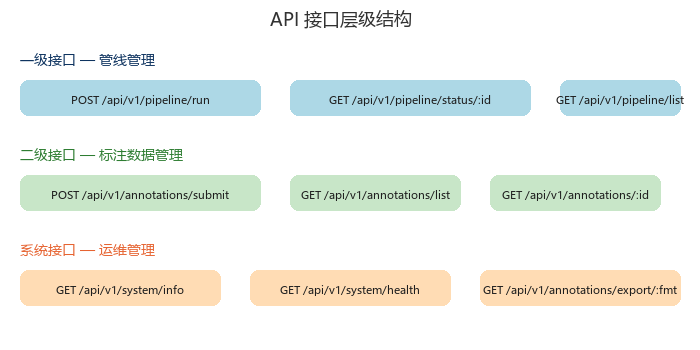 API 接口层级结构
一级接口 — 管线管理
POST /api/v1/pipeline/run
GET /api/v1/pipeline/status/:id
GET /api/v1/pipeline/list
二级接口 — 标注数据管理
POST /api/v1/annotations/submit
GET /api/v1/annotations/list
GET /api/v1/annotations/:id
系统接口 — 运维管理
GET /api/v1/system/info
GET /api/v1/system/health
GET /api/v1/annotations/export/:fmt